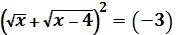 (√x + √(x − 4))² = (−3)